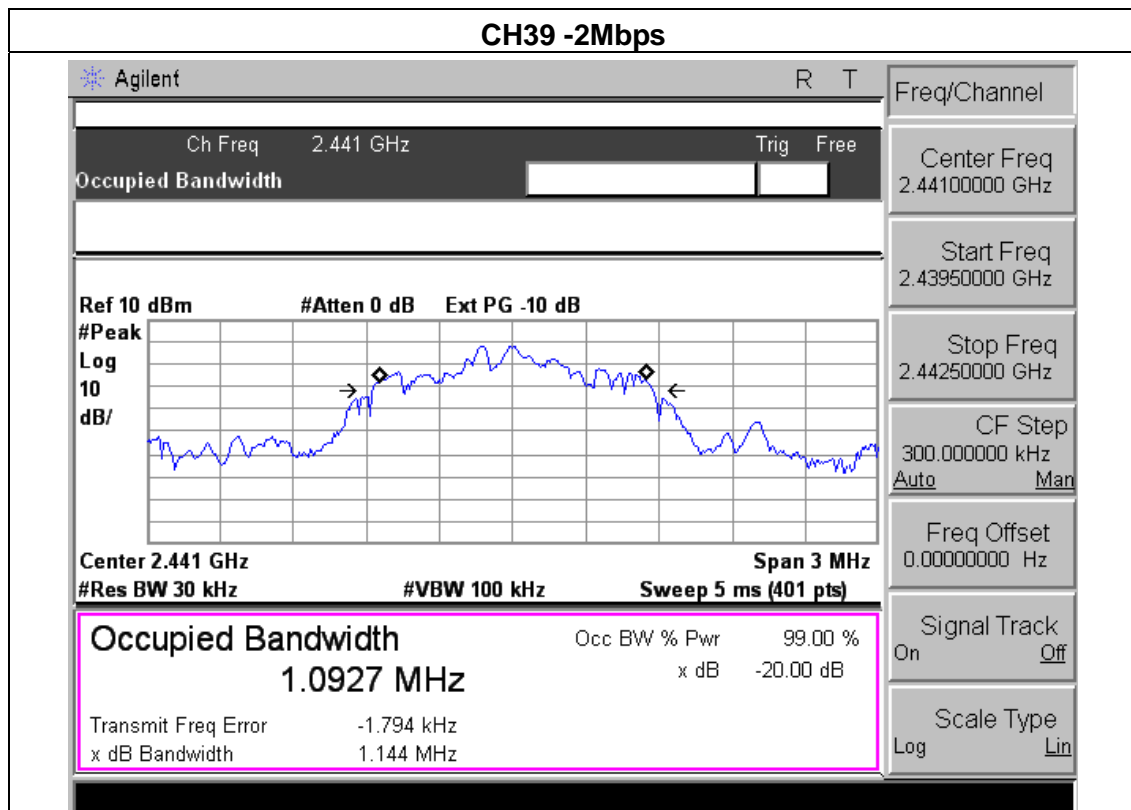 CH39 -2Mbps
Agilent R T
Ch Freq 2.441 GHz Trig Free
Occupied Bandwidth
Ref 10 dBm #Atten 0 dB Ext PG -10 dB
#Peak
Log
10
dB/
Center 2.441 GHz Span 3 MHz
#Res BW 30 kHz #VBW 100 kHz Sweep 5 ms (401 pts)
Occupied Bandwidth Occ BW % Pwr 99.00 %
1.0927 MHz x dB -20.00 dB
Transmit Freq Error -1.794 kHz
x dB Bandwidth 1.144 MHz
Freq/Channel
Center Freq
2.44100000 GHz
Start Freq
2.43950000 GHz
Stop Freq
2.44250000 GHz
CF Step
300.000000 kHz
Auto Man
Freq Offset
0.00000000 Hz
Signal Track
On Off
Scale Type
Log Lin